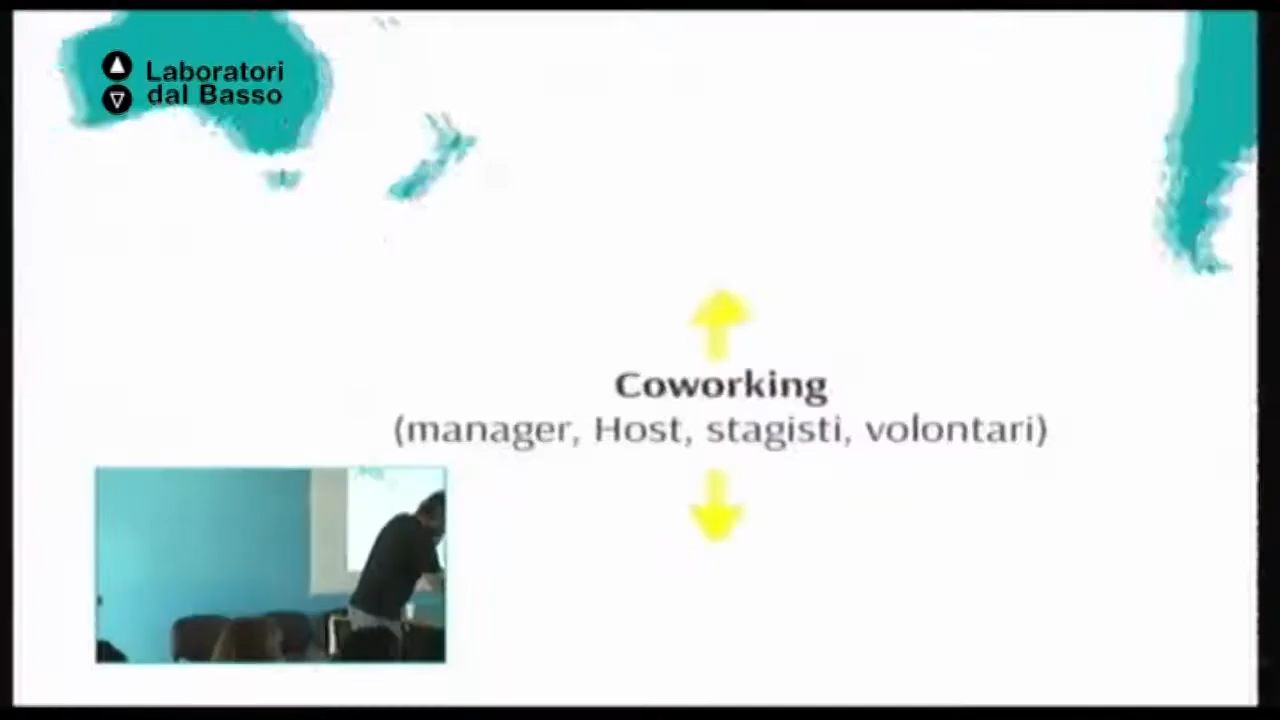 Laboratori
dal Basso
Coworking
(manager, Host, stagisti, volontari)